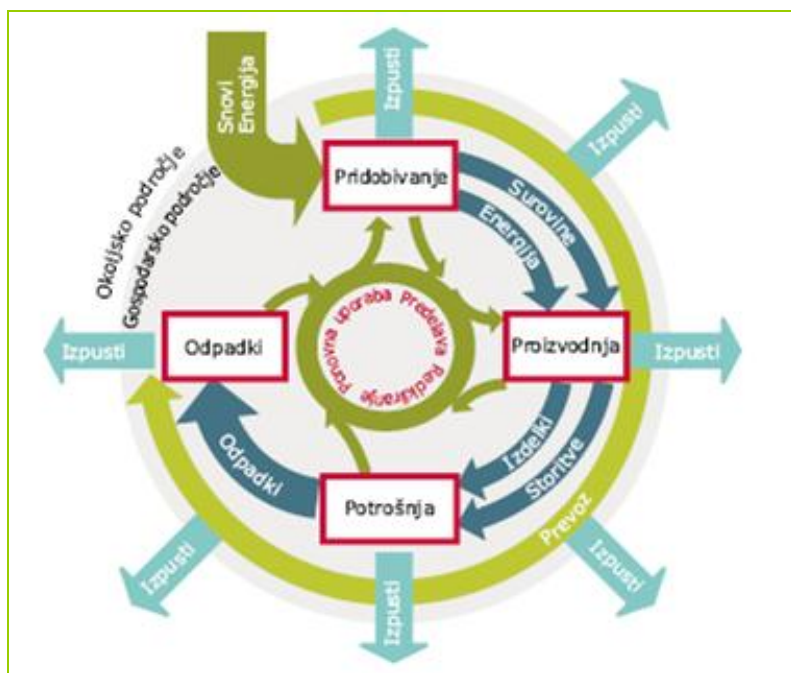 Snovi
Energija
Izpusti
Izpusti
Okoljsko področje
Gospodarsko področje
Pridobivanje
Surovine
Energija
Izpusti
Odpadki
Ponovna uporaba Predelava Recikliranje
Proizvodnja
Izpusti
Odpadki
Izdelki
Storitve
Potrošnja
Prevoz
Izpusti
Izpusti
Izpusti